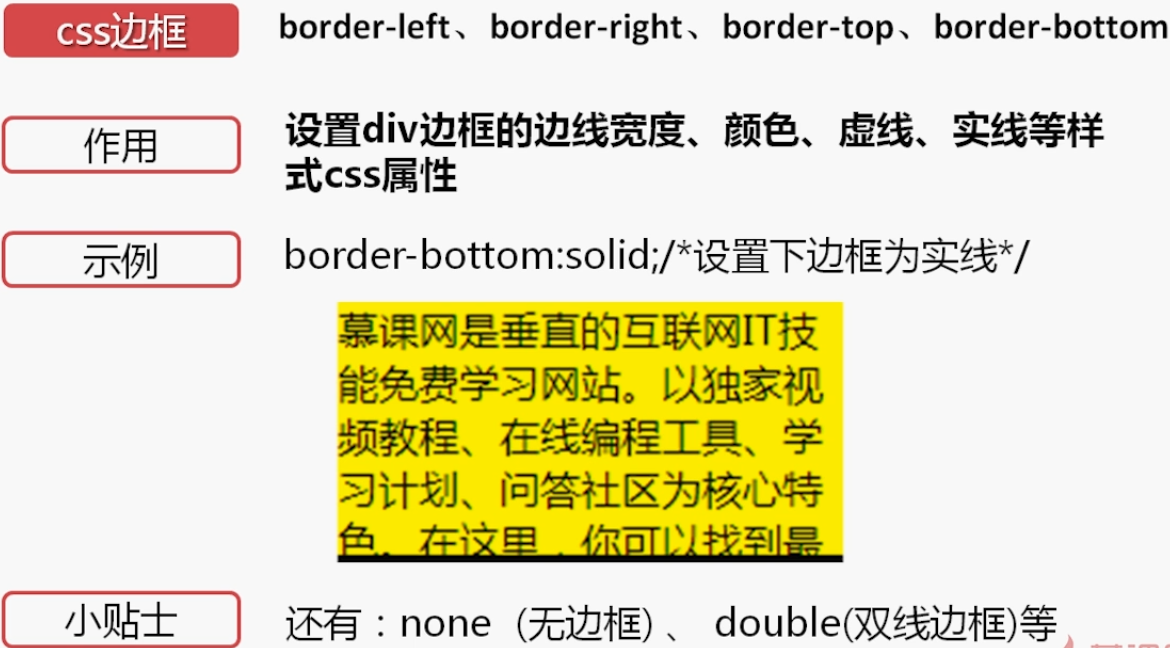 css边框
border-left、border-right、border-top、border-bottom
作用
设置div边框的边线宽度、颜色、虚线、实线等样
式css属性
示例
border-bottom:solid;/*设置下边框为实线*/
慕课网是垂直的互联网IT技
能免费学习网站。以独家视
频教程、在线编程工具、学
习计划、问答社区为核心特
色。在这里，你可以找到最
小贴士
还有：none（无边框）、 double(双线边框)等